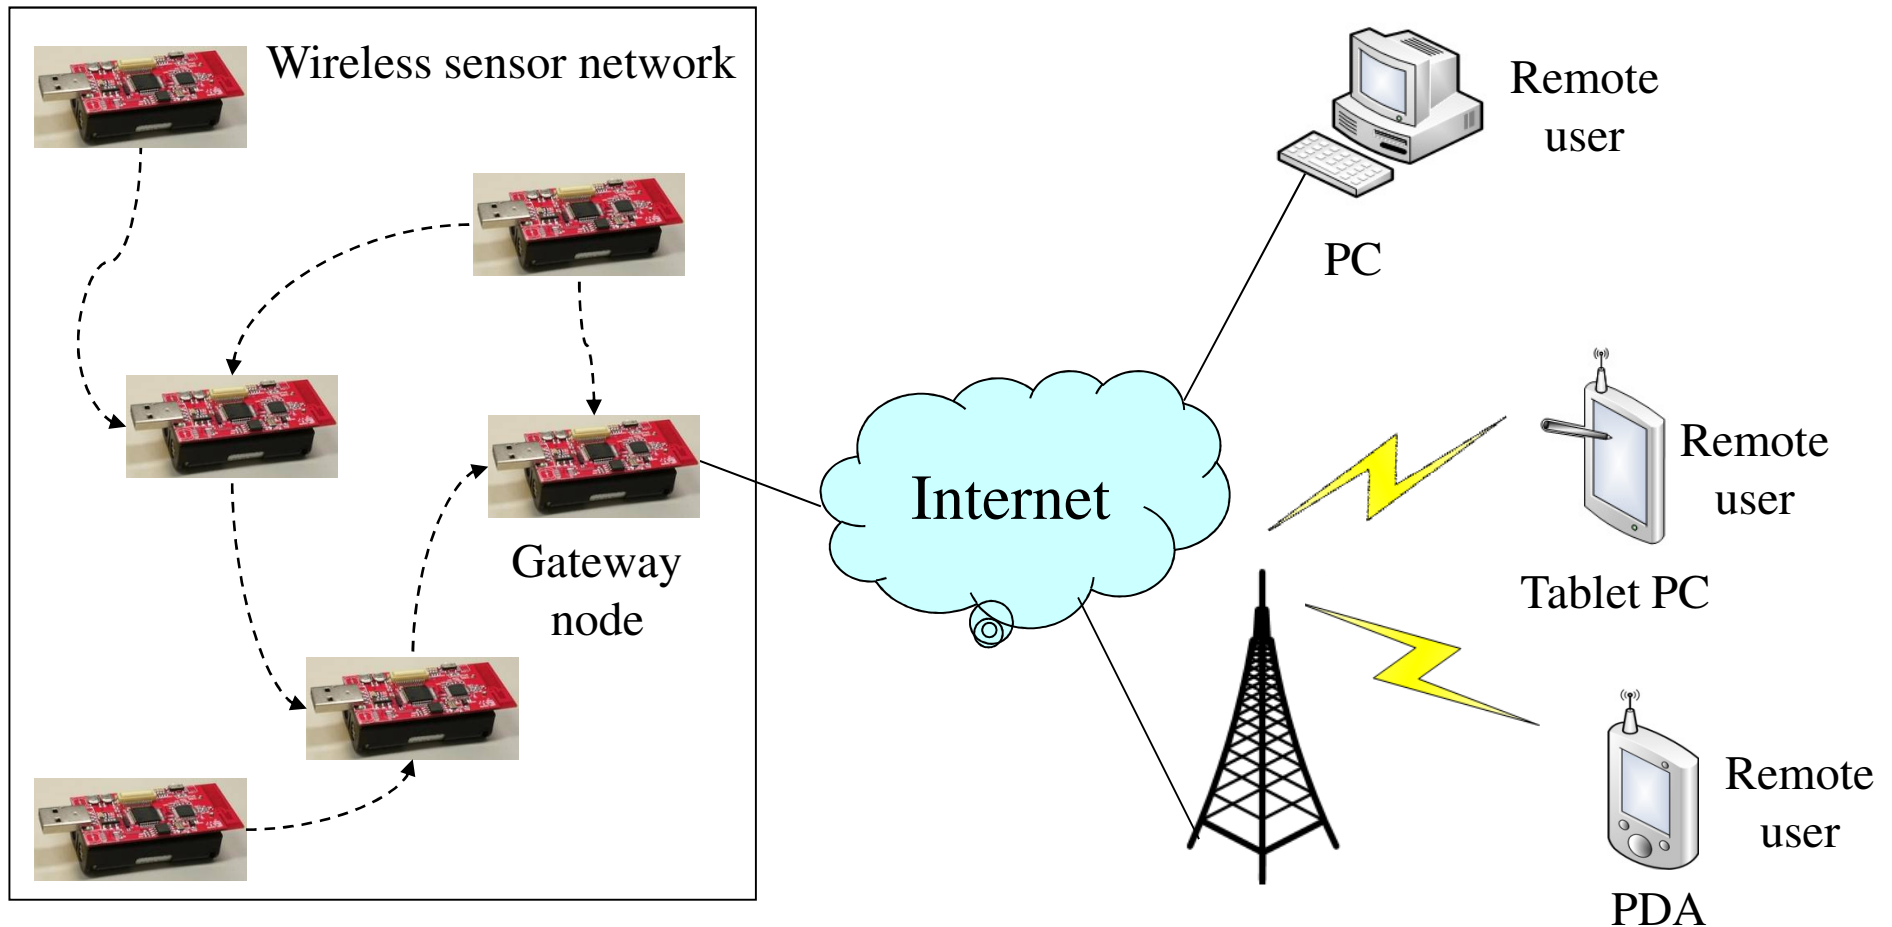 Wireless sensor network
Remote
user
PC
Internet
Gateway
node
Remote
user
Tablet PC
Remote
user
PDA